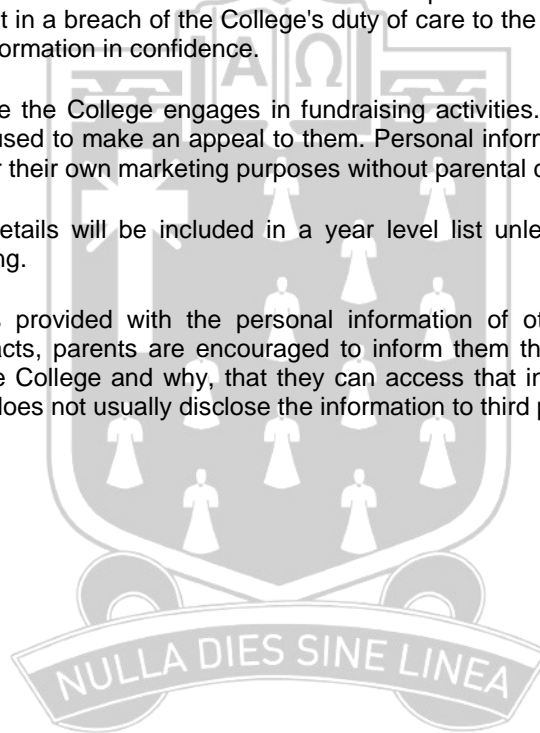 t in a breach of the College's duty of care to the
formation in confidence.
e the College engages in fundraising activities.
used to make an appeal to them. Personal inform
r their own marketing purposes without parental c
etails will be included in a year level list unle
ng.
s provided with the personal information of ot
acts, parents are encouraged to inform them th
e College and why, that they can access that in
does not usually disclose the information to third p
Α Ω
NULLA DIES SINE LINEA